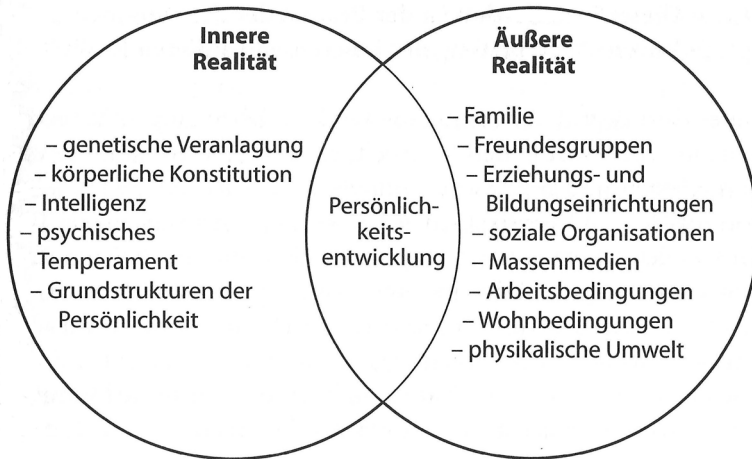 Innere
Realität
– genetische Veranlagung
– körperliche Konstitution
– Intelligenz
– psychisches
Temperament
– Grundstrukturen der
Persönlichkeit
Persönlich-
keits-
entwicklung
Äußere
Realität
– Familie
– Freundesgruppen
– Erziehungs- und
Bildungseinrichtungen
– soziale Organisationen
– Massenmedien
– Arbeitsbedingungen
– Wohnbedingungen
– physikalische Umwelt